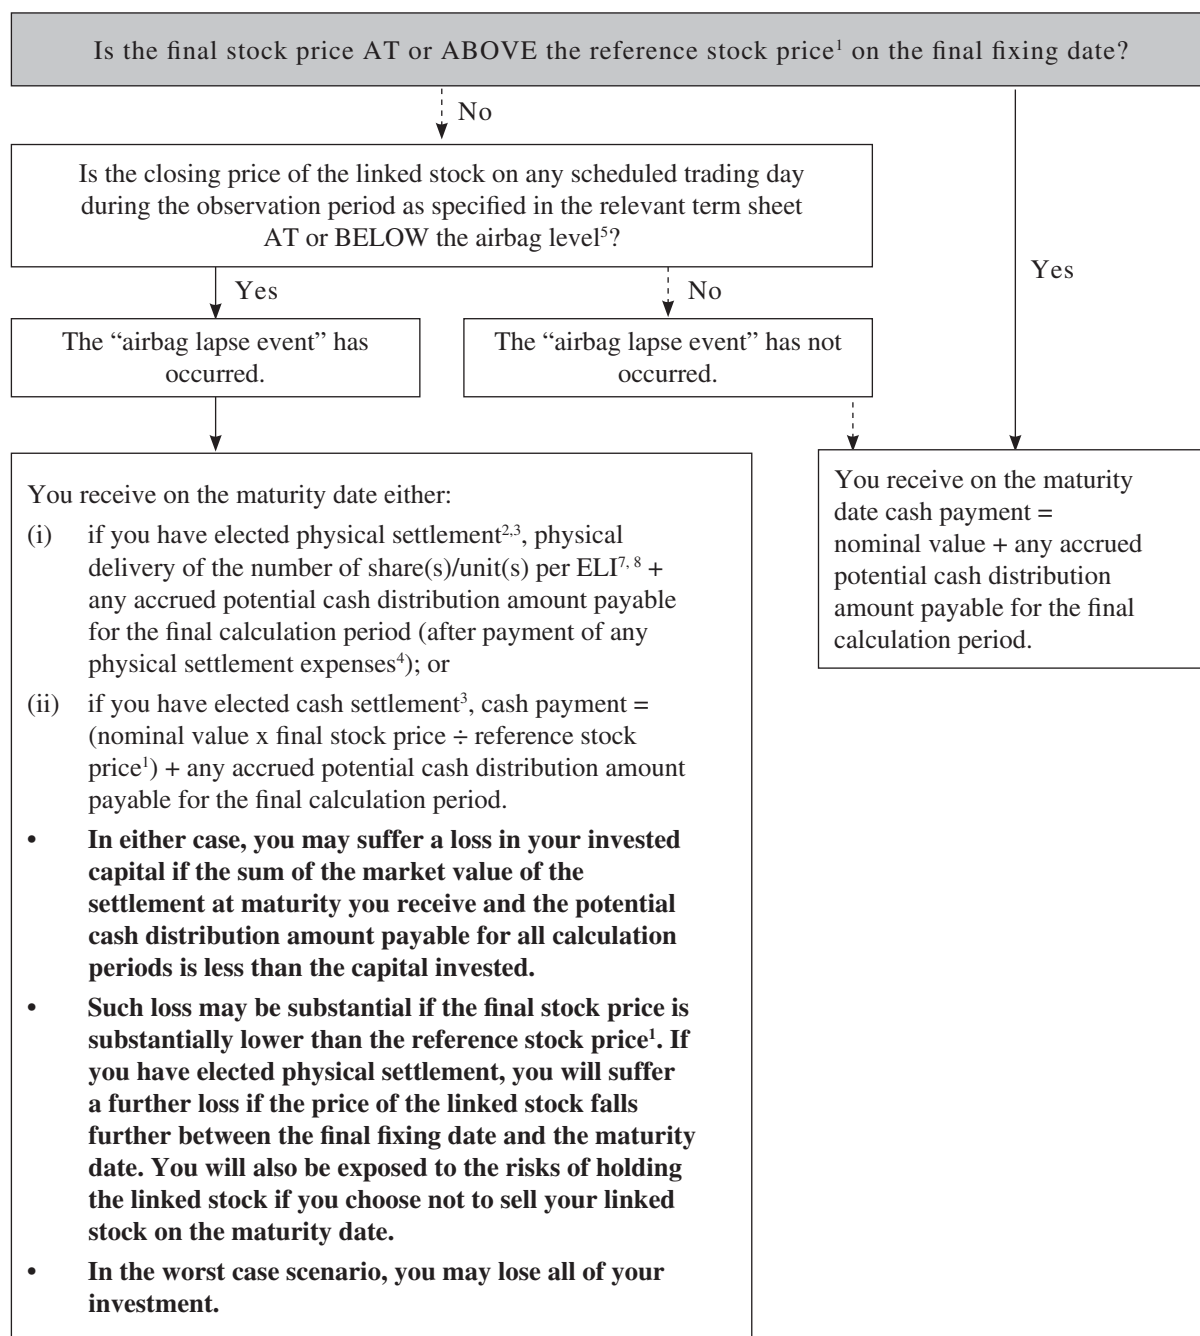 Is the final stock price AT or ABOVE the reference stock price¹ on the final fixing date?
No
Is the closing price of the linked stock on any scheduled trading day
during the observation period as specified in the relevant term sheet
AT or BELOW the airbag level⁵?
Yes
Yes
No
The “airbag lapse event” has
occurred.
The “airbag lapse event” has not
occurred.
You receive on the maturity date either:
(i) if you have elected physical settlement²,³, physical
delivery of the number of share(s)/unit(s) per ELI⁷, ⁸ +
any accrued potential cash distribution amount payable
for the final calculation period (after payment of any
physical settlement expenses⁴); or
(ii) if you have elected cash settlement³, cash payment =
(nominal value x final stock price ÷ reference stock
price¹) + any accrued potential cash distribution amount
payable for the final calculation period.
• In either case, you may suffer a loss in your invested
capital if the sum of the market value of the
settlement at maturity you receive and the potential
cash distribution amount payable for all calculation
periods is less than the capital invested.
• Such loss may be substantial if the final stock price is
substantially lower than the reference stock price¹. If
you have elected physical settlement, you will suffer
a further loss if the price of the linked stock falls
further between the final fixing date and the maturity
date. You will also be exposed to the risks of holding
the linked stock if you choose not to sell your linked
stock on the maturity date.
• In the worst case scenario, you may lose all of your
investment.
You receive on the maturity
date cash payment =
nominal value + any accrued
potential cash distribution
amount payable for the final
calculation period.